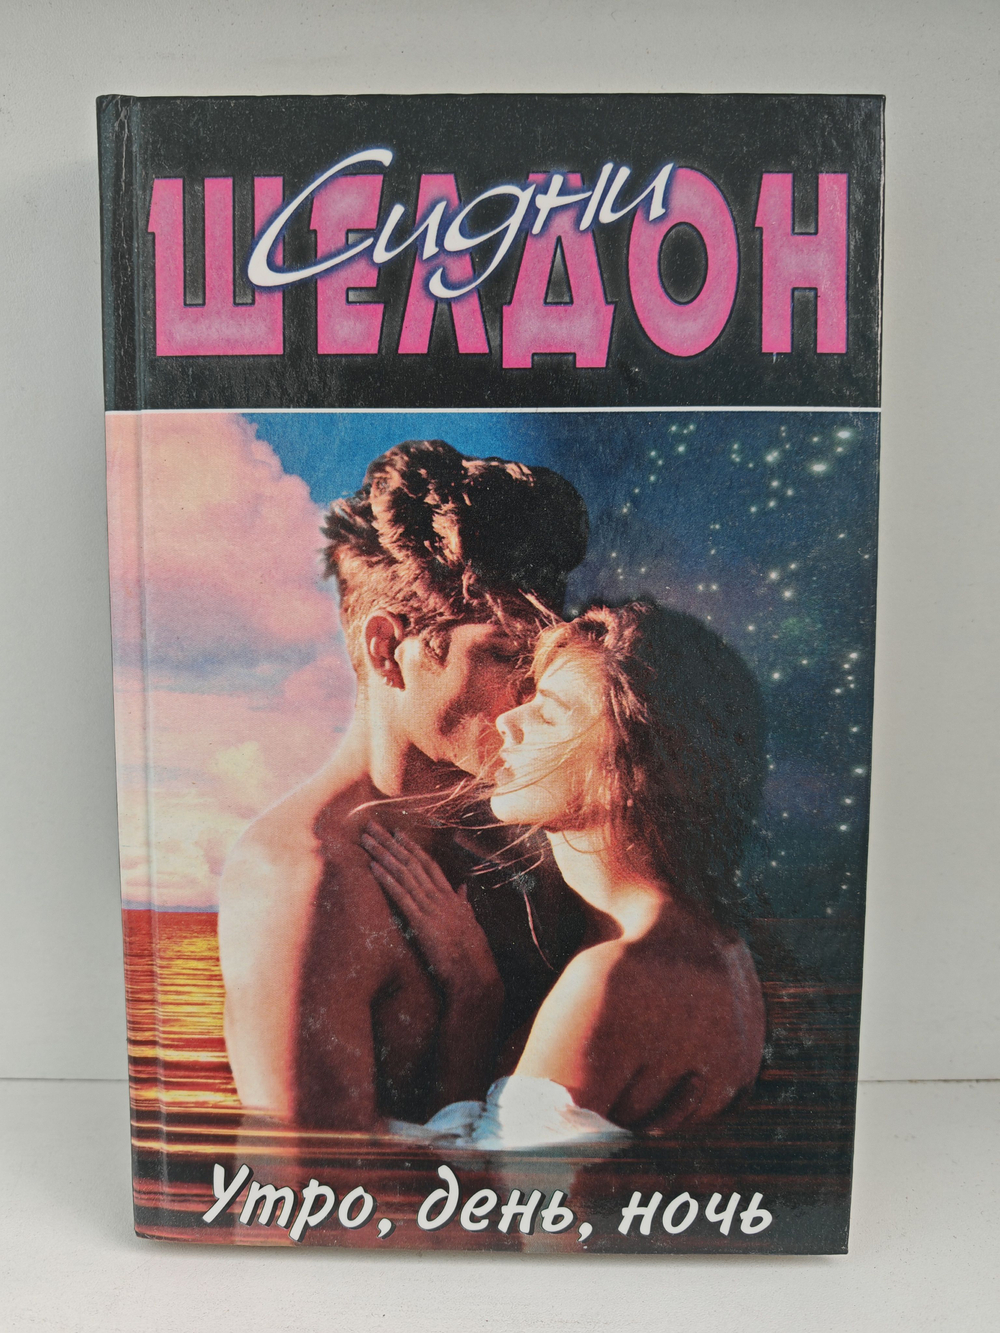 Сидни
ШЕЛДОН
Утро, день, ночь